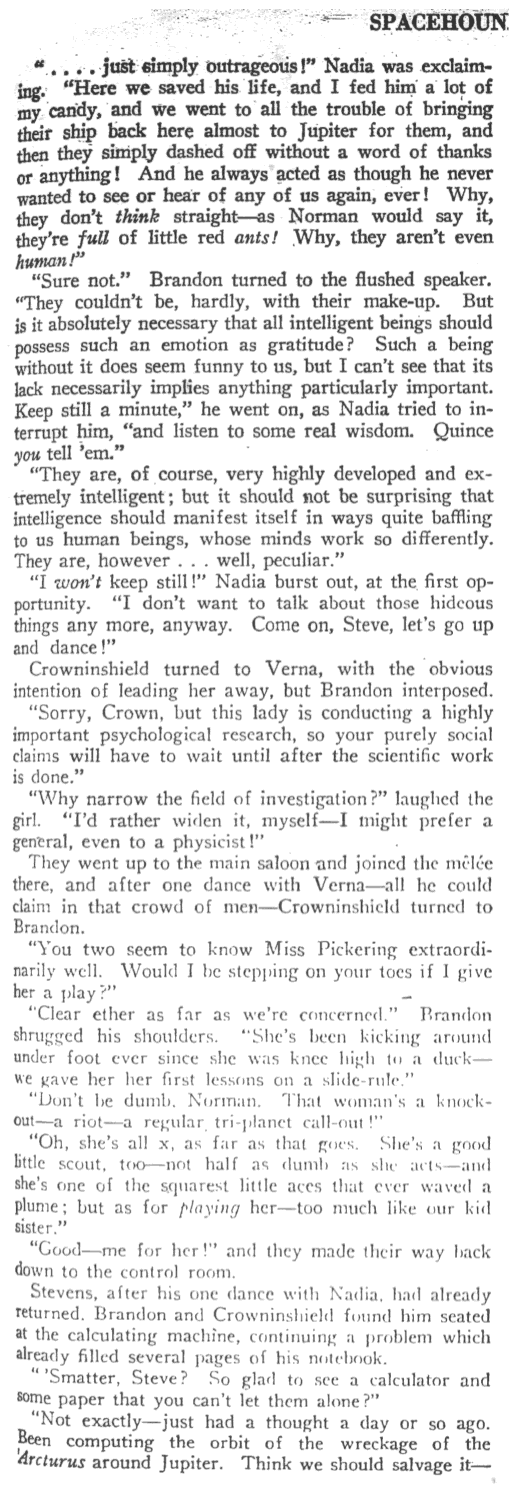 SPACEHOUN
“. . . . just simply outrageous!” Nadia was exclaim-
ing. “Here we saved his life, and I fed him a lot of
my candy, and we went to all the trouble of bringing
their ship back here almost to Jupiter for them, and
then they simply dashed off without a word of thanks
or anything! And he always acted as though he never
wanted to see or hear of any of us again, ever! Why,
they don’t think straight—as Norman would say it,
they’re full of little red ants! Why, they aren’t even
human!”
“Sure not.” Brandon turned to the flushed speaker.
“They couldn’t be, hardly, with their make-up. But
is it absolutely necessary that all intelligent beings should
possess such an emotion as gratitude? Such a being
without it does seem funny to us, but I can’t see that its
lack necessarily implies anything particularly important.
Keep still a minute,” he went on, as Nadia tried to in-
terrupt him, “and listen to some real wisdom. Quince
you tell ’em.”
“They are, of course, very highly developed and ex-
tremely intelligent; but it should not be surprising that
intelligence should manifest itself in ways quite baffling
to us human beings, whose minds work so differently.
They are, however . . . well, peculiar.”
“I won’t keep still!” Nadia burst out, at the first op-
portunity. “I don’t want to talk about those hideous
things any more, anyway. Come on, Steve, let’s go up
and dance!”
Crowninshield turned to Verna, with the obvious
intention of leading her away, but Brandon interposed.
“Sorry, Crown, but this lady is conducting a highly
important psychological research, so your purely social
claims will have to wait until after the scientific work
is done.”
“Why narrow the field of investigation?” laughed the
girl. “I’d rather widen it, myself—I might prefer a
general, even to a physicist!”
They went up to the main saloon and joined the mêlée
there, and after one dance with Verna—all he could
claim in that crowd of men—Crowninshield turned to
Brandon.
“You two seem to know Miss Pickering extraordi-
narily well. Would I be stepping on your toes if I give
her a play?”
“Clear ether as far as we’re concerned.” Brandon
shrugged his shoulders. “She’s been kicking around
under foot ever since she was knee high to a duck—
we gave her her first lessons on a slide-rule.”
“Don’t be dumb, Norman. That woman’s a knock-
out—a riot—a regular tri-planet call-out!”
“Oh, she’s all x, as far as that goes. She’s a good
little scout, too—not half as dumb as she acts—and
she’s one of the squarest little aces that ever waved a
plume; but as for playing her—too much like our kid
sister.”
“Good—me for her!” and they made their way back
down to the control room.
Stevens, after his one dance with Nadia, had already
returned. Brandon and Crowninshield found him seated
at the calculating machine, continuing a problem which
already filled several pages of his notebook.
“ ’Smatter, Steve? So glad to see a calculator and
some paper that you can’t let them alone?”
“Not exactly—just had a thought a day or so ago.
Been computing the orbit of the wreckage of the
Arcturus around Jupiter. Think we should salvage it—